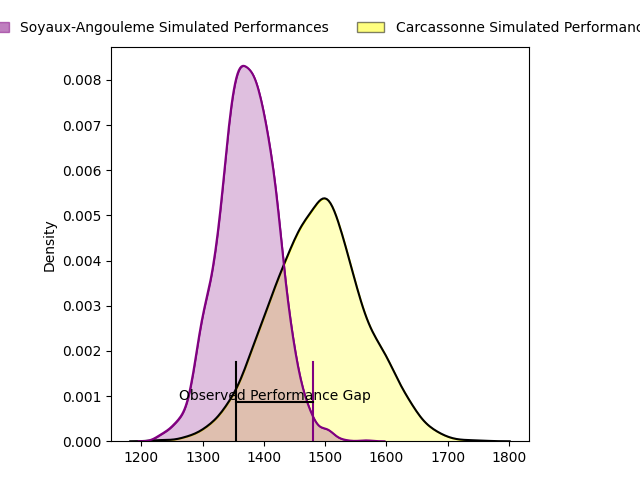 Soyaux-Angouleme Simulated Performances
Carcassonne Simulated Performanc
0.008
0.007
0.006
0.005
0.004
0.003
0.002
0.001
0.000
Density
Observed Performance Gap
1200 1300 1400 1500 1600 1700 1800